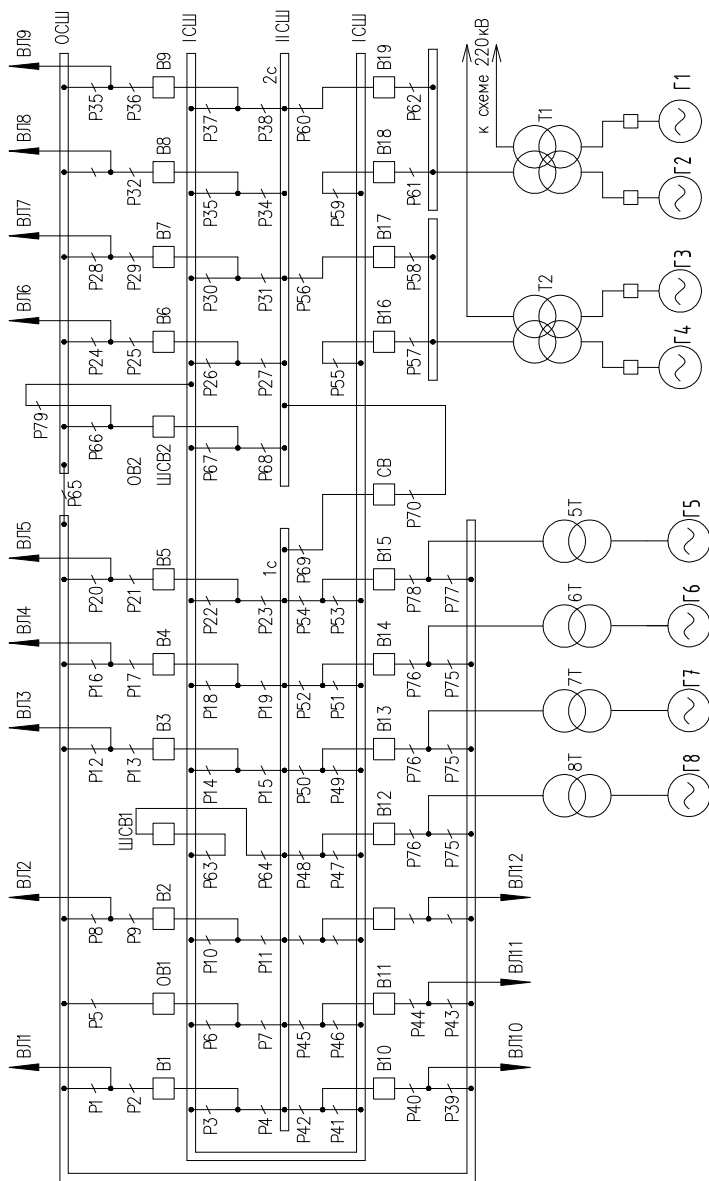 ВЛ1
ВЛ2
ВЛ3
ВЛ4
ВЛ5
ВЛ6
ВЛ7
ВЛ8
ВЛ9
ОСШ
Р1
Р5
Р8
Р12
Р16
Р20
Р65
Р79
Р66
Р24
Р28
Р35
Р2
Р9
Р13
Р17
Р21
Р25
Р29
Р32
Р36
В1
ОВ1
В2
ШСВ1
В3
В4
В5
ОВ2
ШСВ2
В6
В7
В8
В9
IСШ
Р3
Р6
Р10
Р63
Р14
Р18
Р22
Р67
Р26
Р30
Р35
Р37
Р4
Р7
Р11
Р64
Р15
Р19
Р23
1с
Р68
Р27
Р31
Р34
Р38
2с
IIСШ
Р42
Р45
Р48
Р50
Р52
Р54
Р69
Р56
Р60
Р41
Р46
Р47
Р49
Р51
Р53
Р55
Р59
IСШ
В10
В11
В12
В13
В14
В15
СВ
В16
В17
В18
В19
Р40
Р44
Р76
Р76
Р76
Р78
Р70
Р57
Р58
Р61
Р62
Р39
Р43
Р75
Р75
Р75
Р77
к схеме 220кВ
ВЛ10
ВЛ11
ВЛ12
8Т
7Т
6Т
5Т
Т2
Т1
Г8
Г7
Г6
Г5
Г4
Г3
Г2
Г1